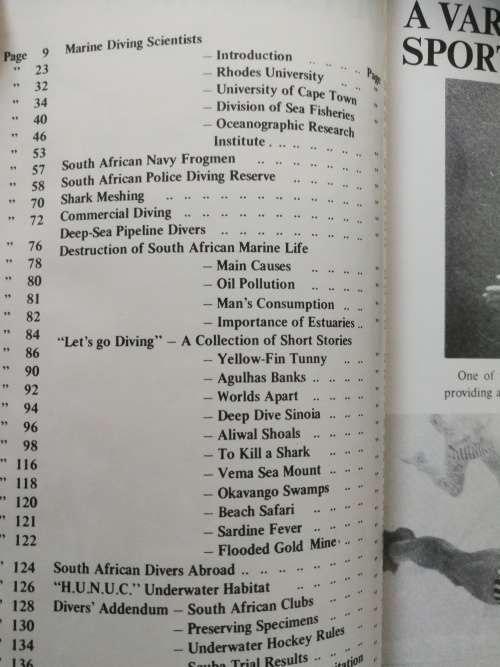 Page 9
" 23
" 32
" 34
" 40
" 46
" 53
" 57
" 58
" 70
" 72
" 76
" 78
" 80
" 81
" 82
" 84
" 86
" 90
" 92
" 94
" 96
" 98
" 116
" 118
" 120
" 121
" 122
" 124
" 126
" 128
" 130
" 134
" 136
Marine Diving Scientists
– Introduction .. .. .. .. Page
– Rhodes University .. .. "
– University of Cape Town "
– Division of Sea Fisheries "
– Oceanographic Research
Institute . .. .. .. .. .. .. "
South African Navy Frogmen .. .. .. .. .. .. "
South African Police Diving Reserve .. .. .. .. "
Shark Meshing .. .. .. .. .. .. .. .. .. .. "
Commercial Diving .. .. .. .. .. .. .. .. .. "
Deep-Sea Pipeline Divers .. .. .. .. .. .. .. "
Destruction of South African Marine Life
– Main Causes .. .. .. "
– Oil Pollution .. .. .. "
– Man's Consumption .. .. "
– Importance of Estuaries .. "
"Let's go Diving" – A Collection of Short Stories
– Yellow-Fin Tunny .. .. "
– Agulhas Banks .. .. .. "
– Worlds Apart .. .. .. "
– Deep Dive Sinoia .. .. "
– Aliwal Shoals .. .. .. "
– To Kill a Shark .. .. .. "
– Vema Sea Mount .. .. "
– Okavango Swamps .. .. "
– Beach Safari .. .. .. "
– Sardine Fever .. .. .. "
– Flooded Gold Mine .. .. "
South African Divers Abroad .. .. .. .. .. .. "
"H.U.N.U.C." Underwater Habitat .. .. .. .. "
Divers' Addendum – South African Clubs .. .. "
– Preserving Specimens .. .. "
– Underwater Hockey Rules .. "
– Scuba Trial Results .. .. "
A VAR
SPORT
One of
providing a